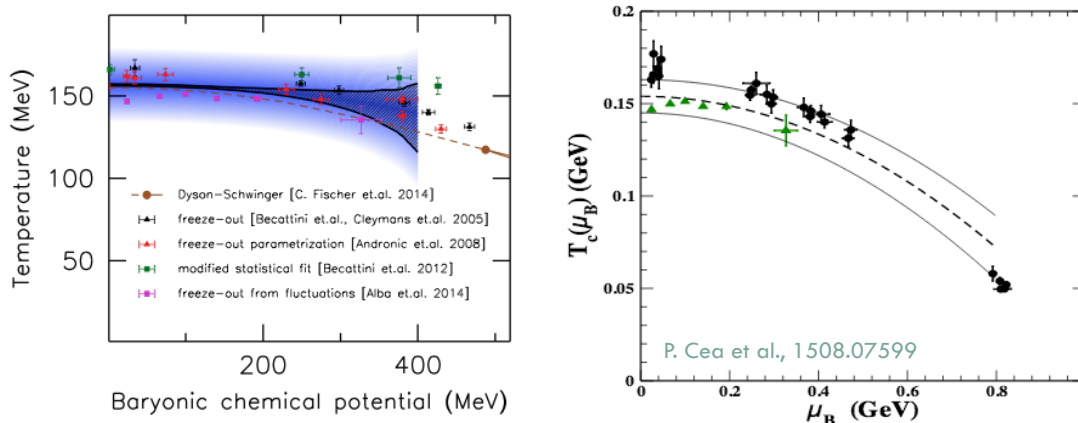 Temperature (MeV)
150
100
50
Dyson-Schwinger [C. Fischer et.al. 2014]
freeze-out [Becattini et.al., Cleymans et.al. 2005]
freeze-out parametrization [Andronic et.al. 2008]
modified statistical fit [Becattini et.al. 2012]
freeze-out from fluctuations [Alba et.al. 2014]
200
400
Baryonic chemical potential (MeV)
T_c(μ_B) (GeV)
0.2
0.15
0.1
0.05
0
P. Cea et al., 1508.07599
0
0.2
0.4
0.6
0.8
μ_B (GeV)